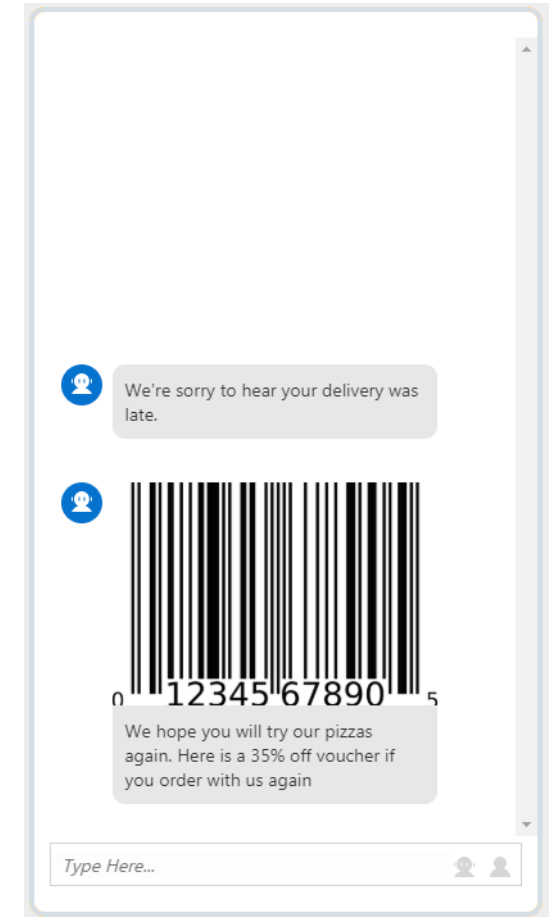 We're sorry to hear your delivery was
late.
0 12345 67890 5
We hope you will try our pizzas
again. Here is a 35% off voucher if
you order with us again
Type Here...